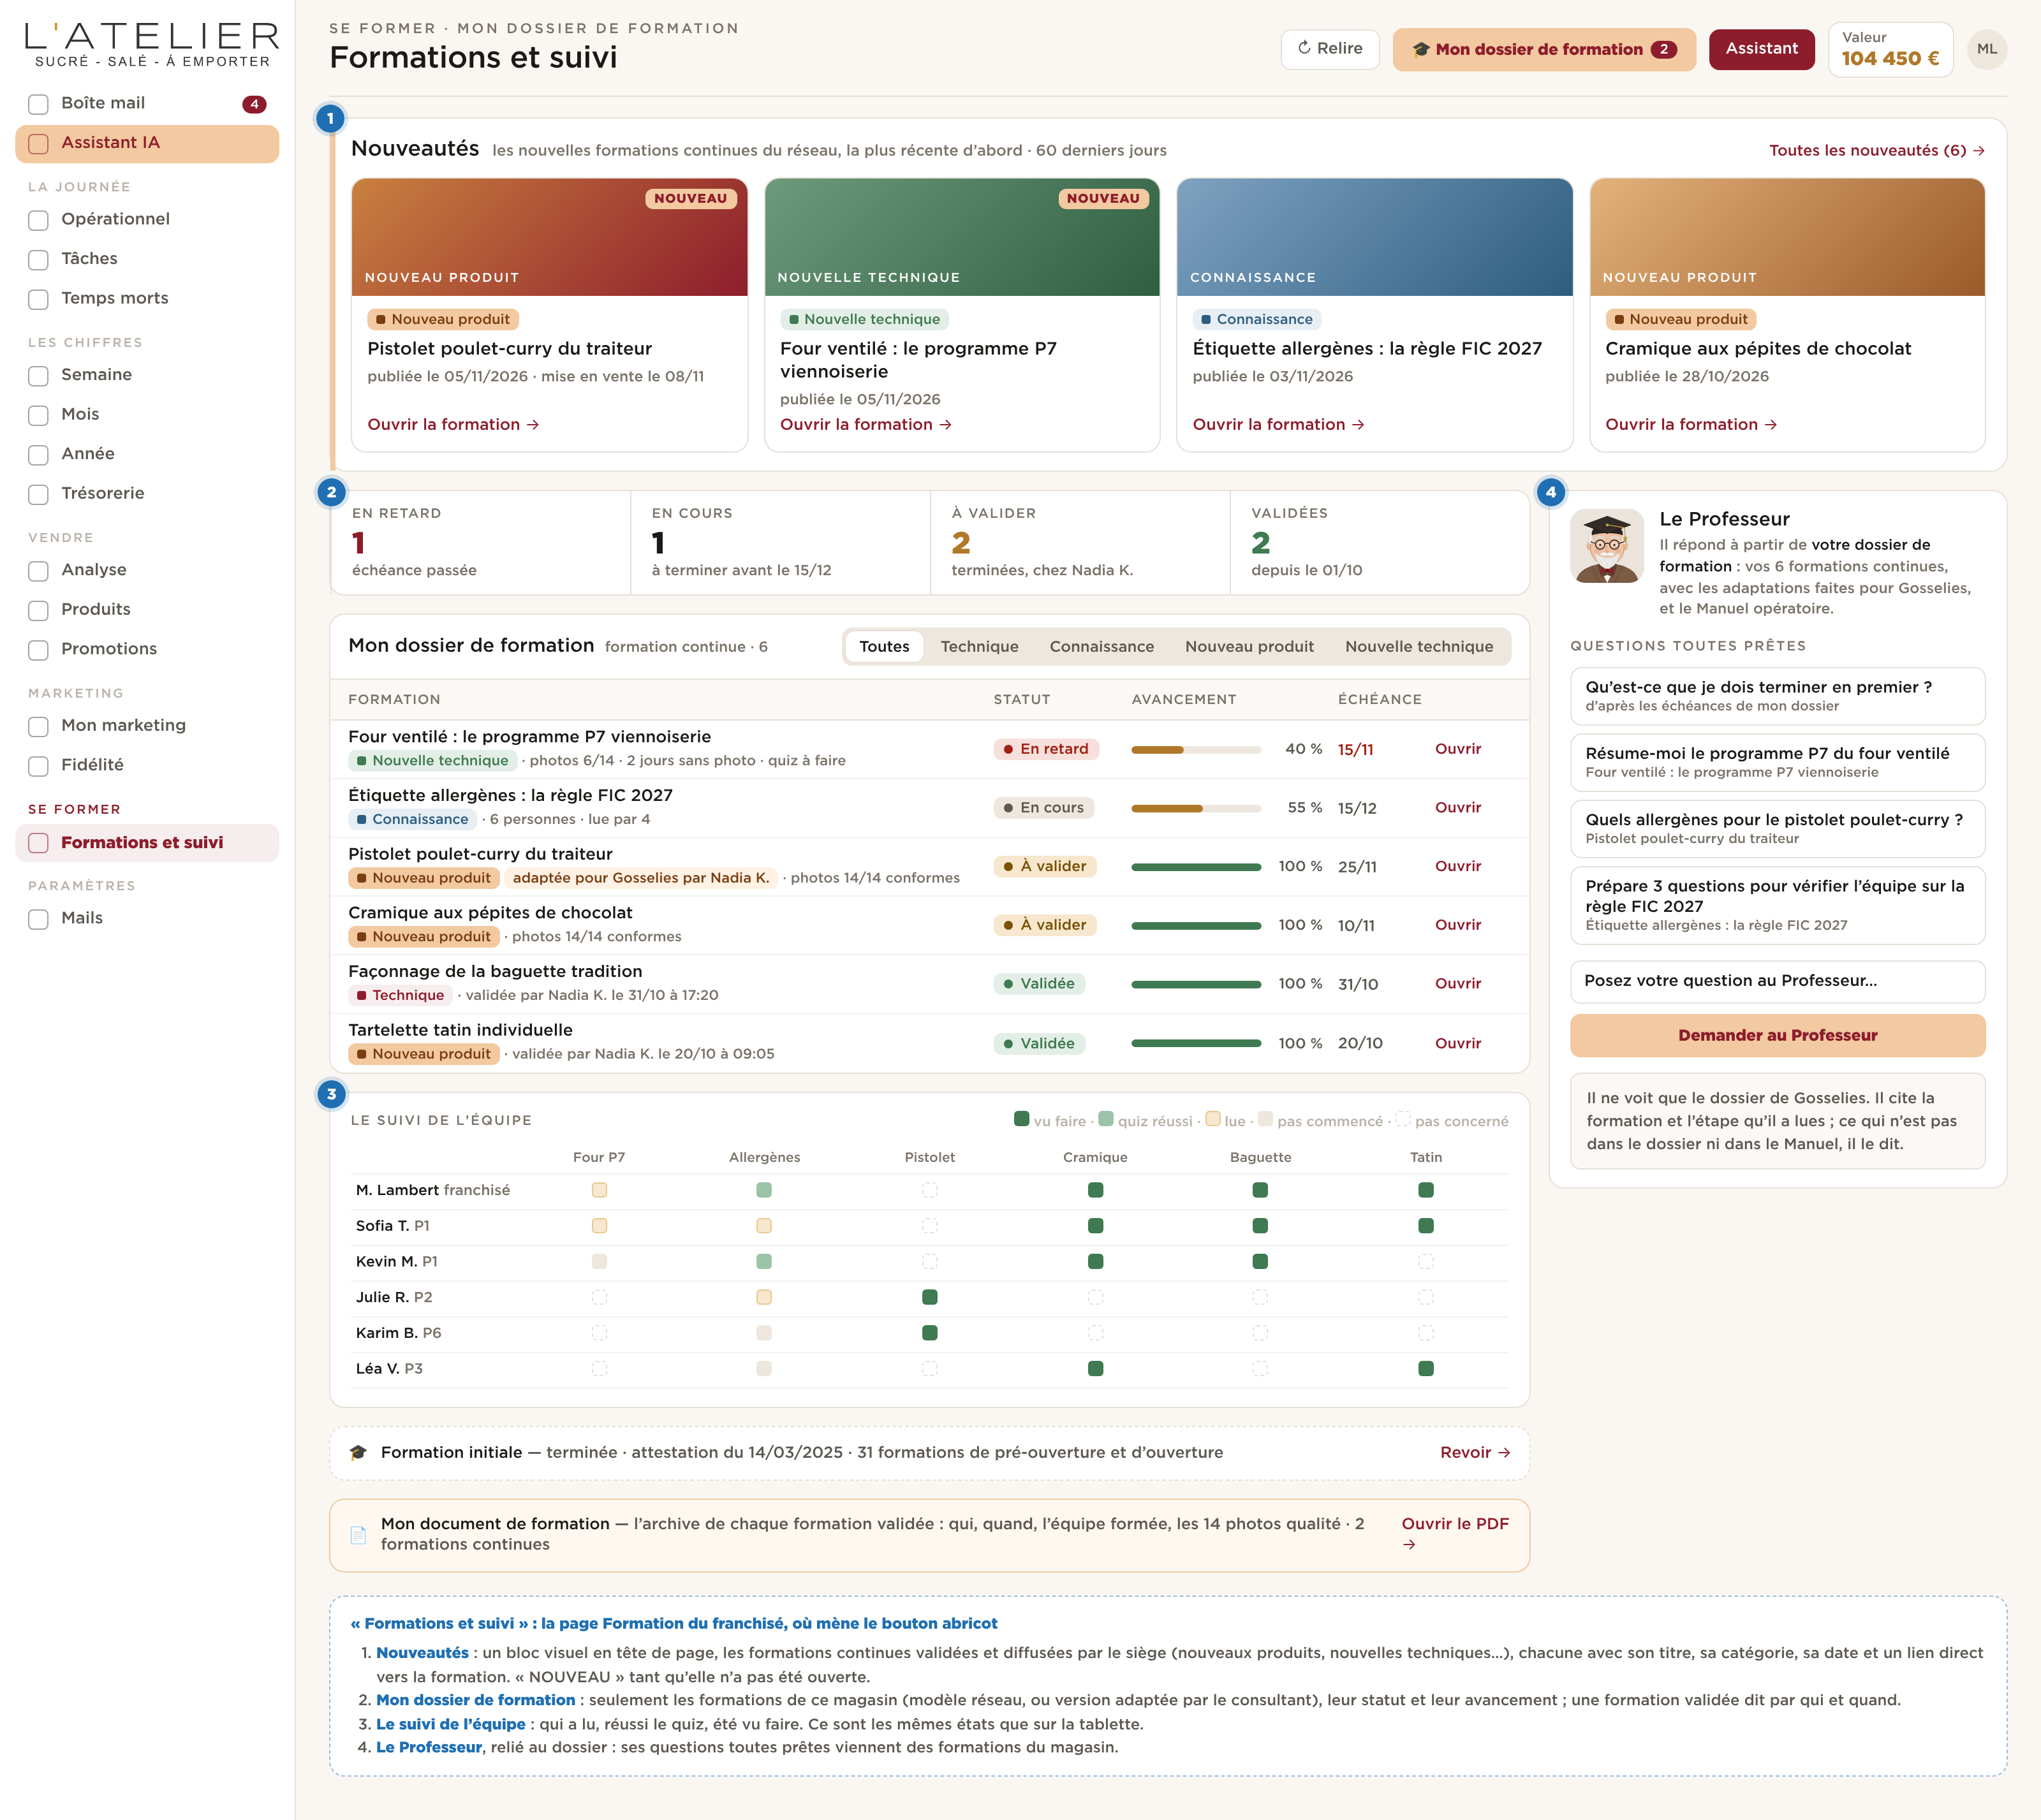 L'ATELIER
SUCRÉ - SALÉ - À EMPORTER
Boîte mail 4
Assistant IA
LA JOURNÉE
Opérationnel
Tâches
Temps morts
LES CHIFFRES
Semaine
Mois
Année
Trésorerie
VENDRE
Analyse
Produits
Promotions
MARKETING
Mon marketing
Fidélité
SE FORMER
Formations et suivi
PARAMÈTRES
Mails
SE FORMER · MON DOSSIER DE FORMATION
Formations et suivi
↻ Relire
🎓 Mon dossier de formation 2
Assistant
Valeur
104 450 €
ML
1
Nouveautés les nouvelles formations continues du réseau, la plus récente d’abord · 60 derniers jours
Toutes les nouveautés (6) →
NOUVEAU
NOUVEAU PRODUIT
Nouveau produit
Pistolet poulet-curry du traiteur
publiée le 05/11/2026 · mise en vente le 08/11
Ouvrir la formation →
NOUVEAU
NOUVELLE TECHNIQUE
Nouvelle technique
Four ventilé : le programme P7
viennoiserie
publiée le 05/11/2026
Ouvrir la formation →
CONNAISSANCE
Connaissance
Étiquette allergènes : la règle FIC 2027
publiée le 03/11/2026
Ouvrir la formation →
NOUVEAU PRODUIT
Nouveau produit
Cramique aux pépites de chocolat
publiée le 28/10/2026
Ouvrir la formation →
2
EN RETARD
1
échéance passée
EN COURS
1
à terminer avant le 15/12
À VALIDER
2
terminées, chez Nadia K.
VALIDÉES
2
depuis le 01/10
Mon dossier de formation formation continue · 6
Toutes Technique Connaissance Nouveau produit Nouvelle technique
FORMATION STATUT AVANCEMENT ÉCHÉANCE
Four ventilé : le programme P7 viennoiserie
Nouvelle technique · photos 6/14 · 2 jours sans photo · quiz à faire
En retard 40 % 15/11 Ouvrir
Étiquette allergènes : la règle FIC 2027
Connaissance · 6 personnes · lue par 4
En cours 55 % 15/12 Ouvrir
Pistolet poulet-curry du traiteur
Nouveau produit adaptée pour Gosselies par Nadia K. · photos 14/14 conformes
À valider 100 % 25/11 Ouvrir
Cramique aux pépites de chocolat
Nouveau produit · photos 14/14 conformes
À valider 100 % 10/11 Ouvrir
Façonnage de la baguette tradition
Technique · validée par Nadia K. le 31/10 à 17:20
Validée 100 % 31/10 Ouvrir
Tartelette tatin individuelle
Nouveau produit · validée par Nadia K. le 20/10 à 09:05
Validée 100 % 20/10 Ouvrir
3
LE SUIVI DE L’ÉQUIPE
vu faire · quiz réussi · lue · pas commencé · pas concerné
Four P7 Allergènes Pistolet Cramique Baguette Tatin
M. Lambert franchisé
Sofia T. P1
Kevin M. P1
Julie R. P2
Karim B. P6
Léa V. P3
🎓 Formation initiale — terminée · attestation du 14/03/2025 · 31 formations de pré-ouverture et d’ouverture
Revoir →
Mon document de formation — l’archive de chaque formation validée : qui, quand, l’équipe formée, les 14 photos qualité · 2
formations continues
Ouvrir le PDF
→
4
Le Professeur
Il répond à partir de votre dossier de
formation : vos 6 formations continues,
avec les adaptations faites pour Gosselies,
et le Manuel opératoire.
QUESTIONS TOUTES PRÊTES
Qu’est-ce que je dois terminer en premier ?
d’après les échéances de mon dossier
Résume-moi le programme P7 du four ventilé
Four ventilé : le programme P7 viennoiserie
Quels allergènes pour le pistolet poulet-curry ?
Pistolet poulet-curry du traiteur
Prépare 3 questions pour vérifier l’équipe sur la
règle FIC 2027
Étiquette allergènes : la règle FIC 2027
Posez votre question au Professeur...
Demander au Professeur
Il ne voit que le dossier de Gosselies. Il cite la
formation et l’étape qu’il a lues ; ce qui n’est pas
dans le dossier ni dans le Manuel, il le dit.
« Formations et suivi » : la page Formation du franchisé, où mène le bouton abricot
1. Nouveautés : un bloc visuel en tête de page, les formations continues validées et diffusées par le siège (nouveaux produits, nouvelles techniques...), chacune avec son titre, sa catégorie, sa date et un lien direct
vers la formation. « NOUVEAU » tant qu’elle n’a pas été ouverte.
2. Mon dossier de formation : seulement les formations de ce magasin (modèle réseau, ou version adaptée par le consultant), leur statut et leur avancement ; une formation validée dit par qui et quand.
3. Le suivi de l’équipe : qui a lu, réussi le quiz, été vu faire. Ce sont les mêmes états que sur la tablette.
4. Le Professeur, relié au dossier : ses questions toutes prêtes viennent des formations du magasin.